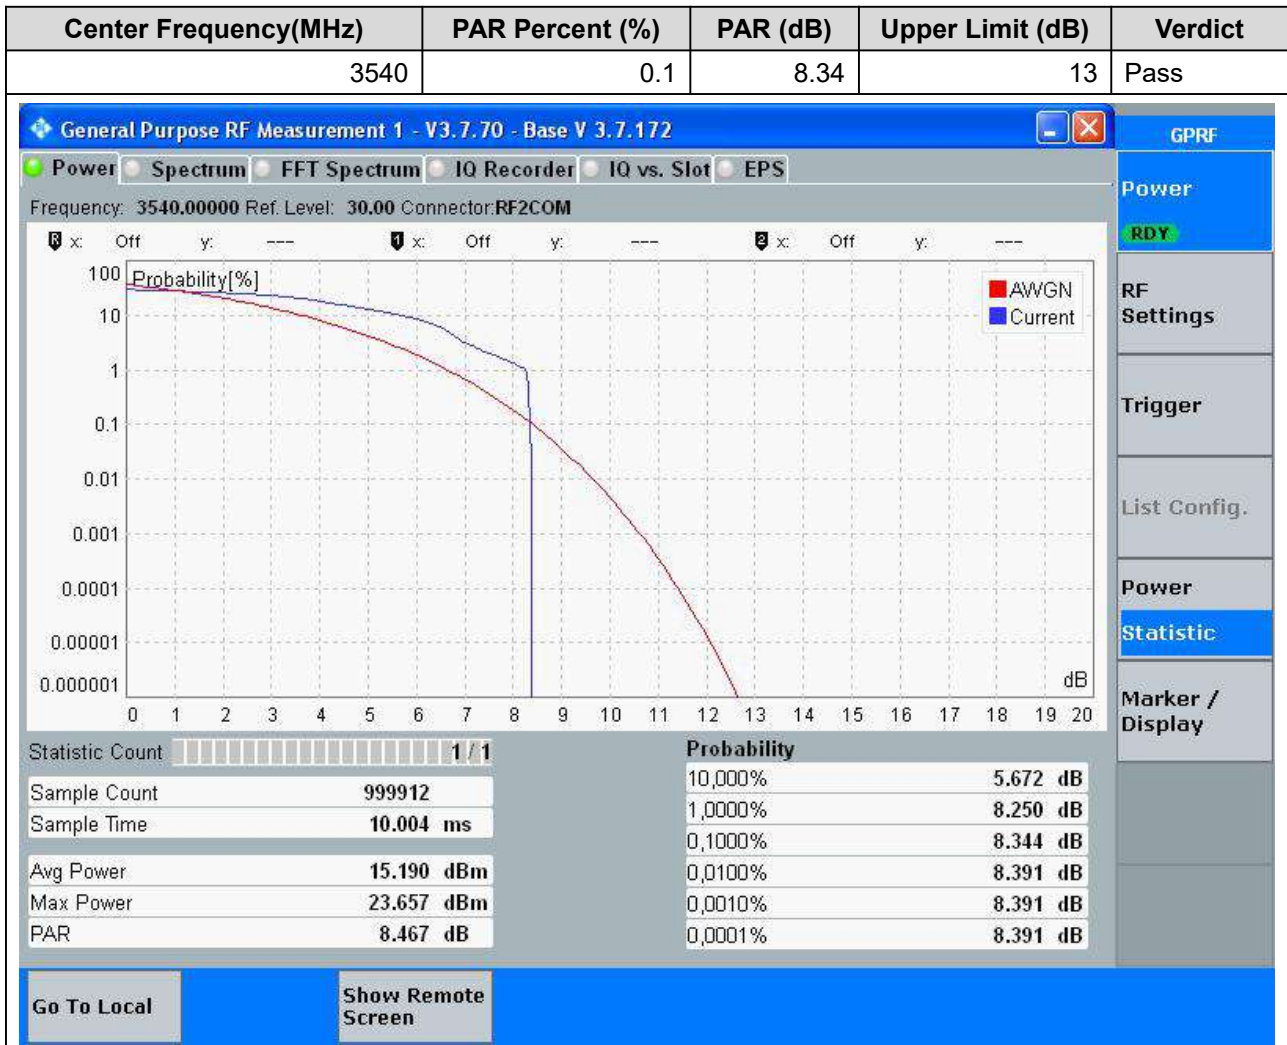 Center Frequency(MHz) PAR Percent (%) PAR (dB) Upper Limit (dB) Verdict
3540 0.1 8.34 13 Pass
General Purpose RF Measurement 1 - V3.7.70 - Base V 3.7.172
GPRF
Power Spectrum FFT Spectrum IQ Recorder IQ vs. Slot EPS
Frequency: 3540.00000 Ref. Level: 30.00 Connector:RF2COM
R x: Off y: --- 1 x: Off y: --- 2 x: Off y: ---
Probability[%]
AWGN
Current
100
10
1
0.1
0.01
0.001
0.0001
0.00001
0.000001
dB
0 1 2 3 4 5 6 7 8 9 10 11 12 13 14 15 16 17 18 19 20
Statistic Count 1 / 1
Sample Count 999912
Sample Time 10.004 ms
Avg Power 15.190 dBm
Max Power 23.657 dBm
PAR 8.467 dB
Probability
10,000% 5.672 dB
1,0000% 8.250 dB
0,1000% 8.344 dB
0,0100% 8.391 dB
0,0010% 8.391 dB
0,0001% 8.391 dB
Power
RDY
RF
Settings
Trigger
List Config.
Power
Statistic
Marker /
Display
Go To Local
Show Remote
Screen